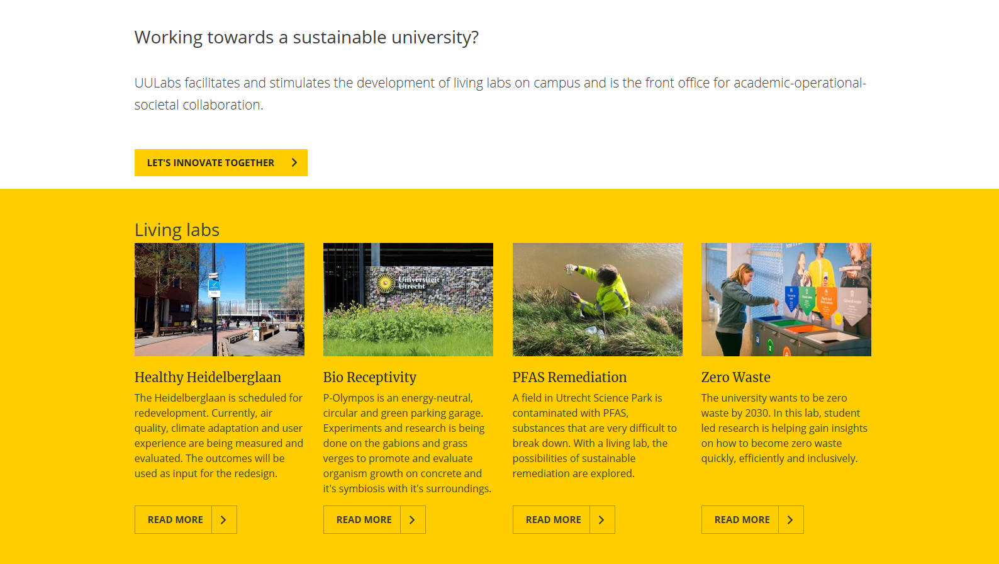 Working towards a sustainable university?
UULabs facilitates and stimulates the development of living labs on campus and is the front office for academic-operational-
societal collaboration.
LET'S INNOVATE TOGETHER
Living labs
Universiteit
Utrecht
General waste
Healthy Heidelberglaan
The Heidelberglaan is scheduled for
redevelopment. Currently, air
quality, climate adaptation and user
experience are being measured and
evaluated. The outcomes will be
used as input for the redesign.
READ MORE
Bio Receptivity
P-Olympos is an energy-neutral,
circular and green parking garage.
Experiments and research is being
done on the gabions and grass
verges to promote and evaluate
organism growth on concrete and
it's symbiosis with it's surroundings.
READ MORE
PFAS Remediation
A field in Utrecht Science Park is
contaminated with PFAS,
substances that are very difficult to
break down. With a living lab, the
possibilities of sustainable
remediation are explored.
READ MORE
Zero Waste
The university wants to be zero
waste by 2030. In this lab, student
led research is helping gain insights
on how to become zero waste
quickly, efficiently and inclusively.
READ MORE